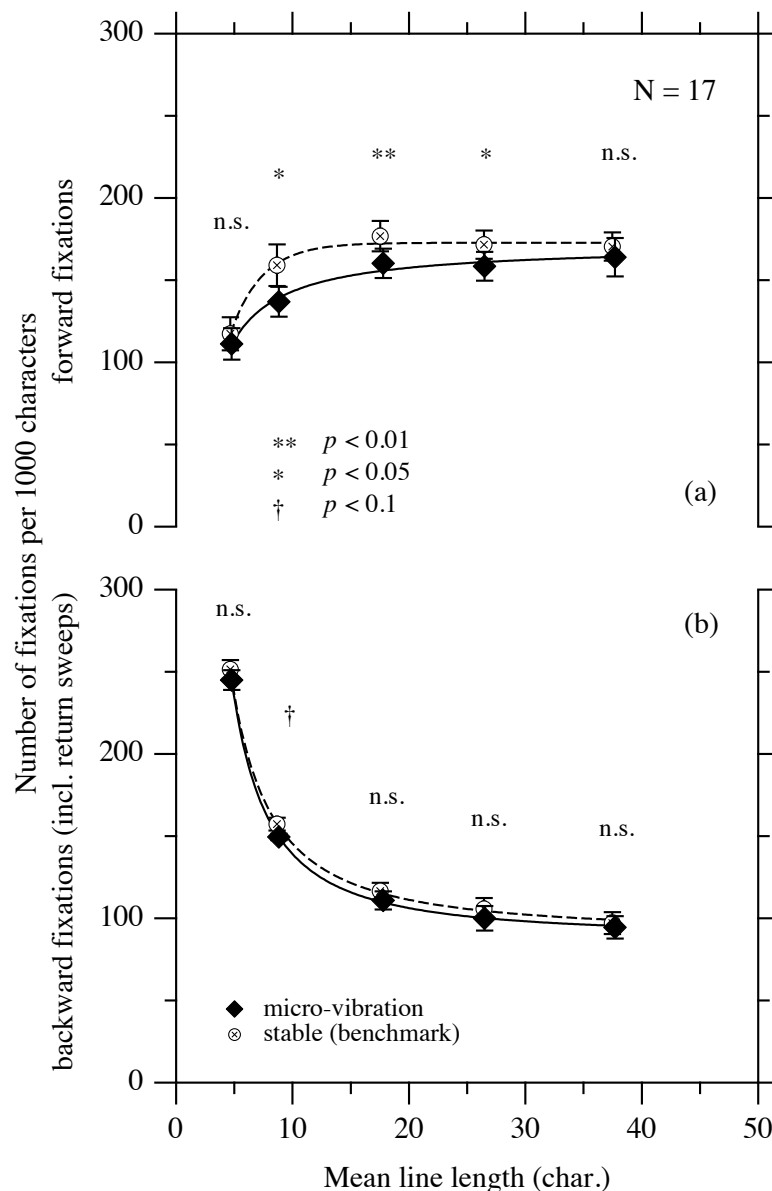 300
N = 17
** * n.s.
*
n.s.
200
100
** p < 0.01
* p < 0.05
† p < 0.1
(a)
0
Number of fixations per 1000 characters
forward fixations
backward fixations (incl. return sweeps)
300
n.s.
(b)
†
200
n.s.
n.s.
n.s.
100
micro-vibration
stable (benchmark)
0
0 10 20 30 40 50
Mean line length (char.)